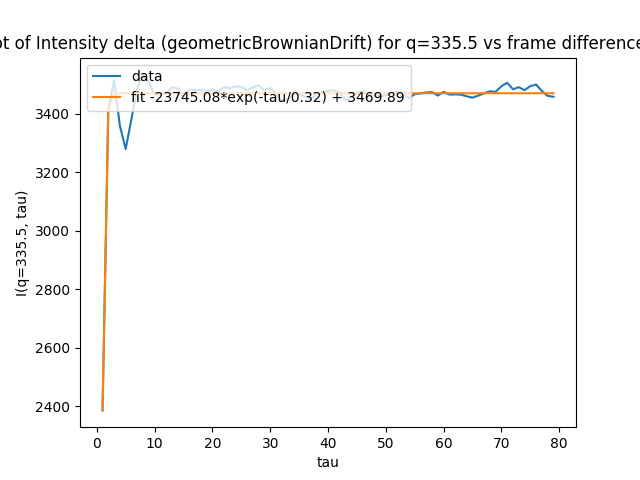 ot of Intensity delta (geometricBrownianDrift) for q=335.5 vs frame difference
data
fit -23745.08*exp(-tau/0.32) + 3469.89
I(q=335.5, tau)
3400
3200
3000
2800
2600
2400
0 10 20 30 40 50 60 70 80
tau